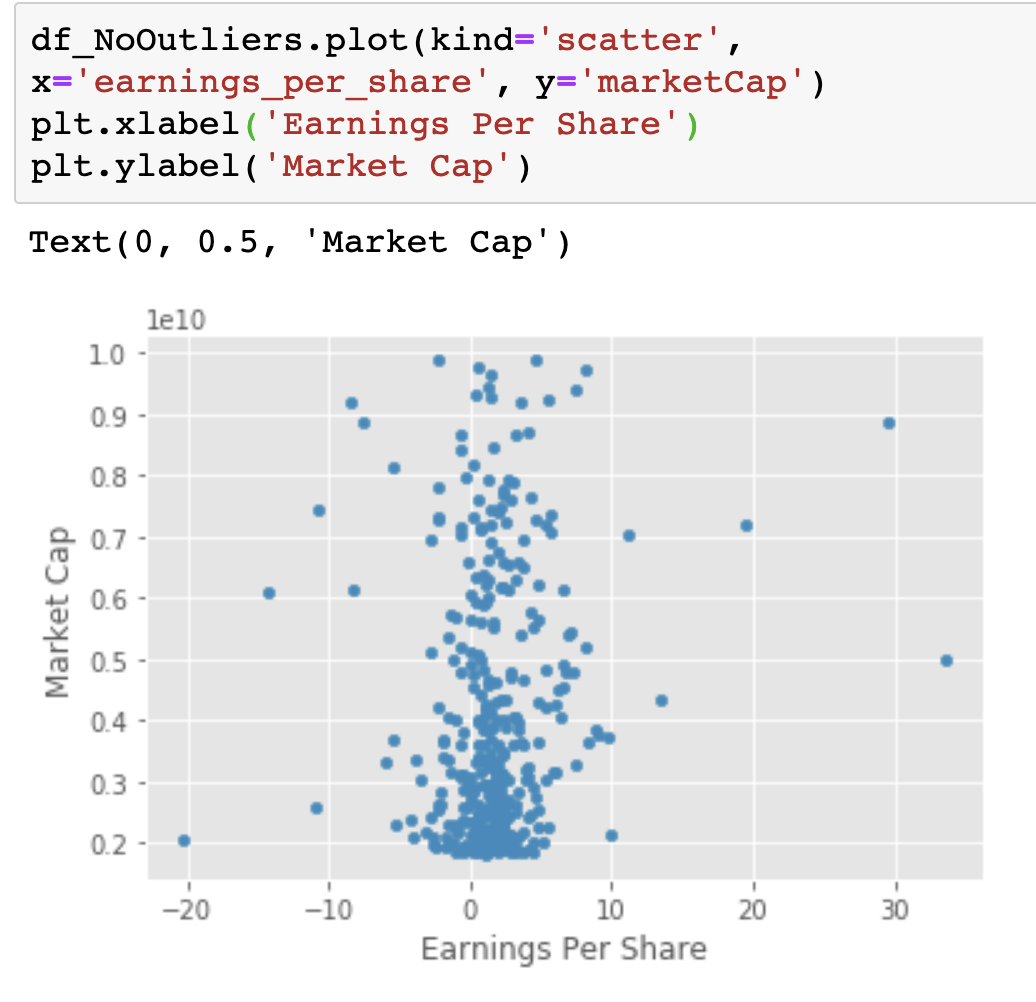 df_NoOutliers.plot(kind='scatter',
x='earnings_per_share', y='marketCap')
plt.xlabel('Earnings Per Share')
plt.ylabel('Market Cap')
Text(0, 0.5, 'Market Cap')
1e10
1.0
0.9
0.8
0.7
0.6
0.5
0.4
0.3
0.2
Market Cap
−20
−10
0
10
20
30
Earnings Per Share